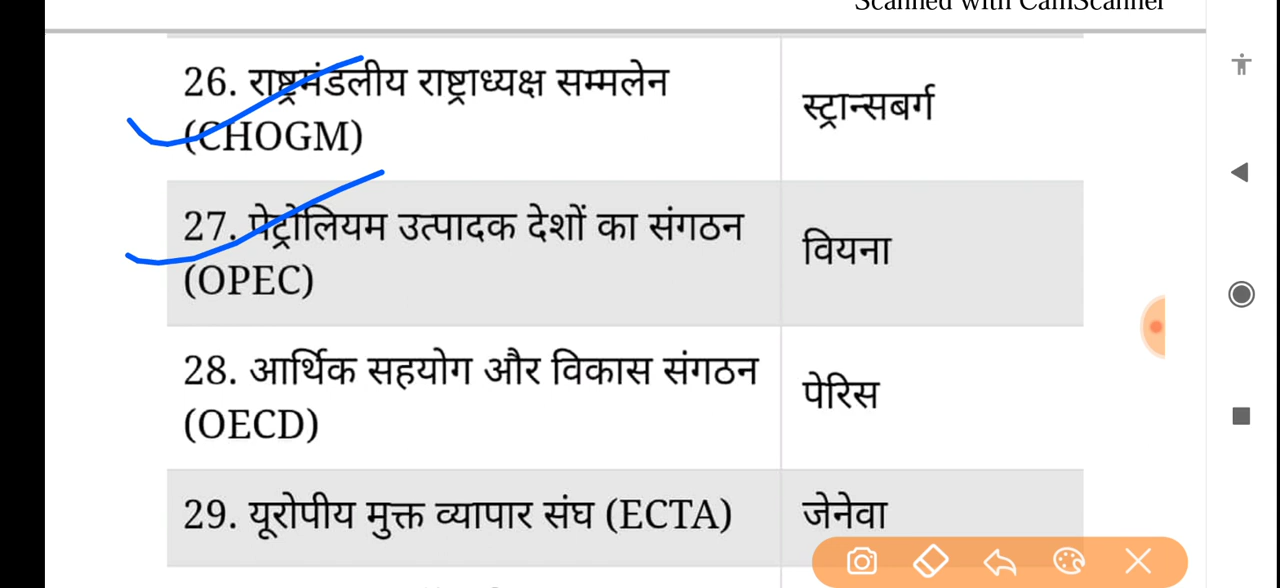 Scanned with CamScanner
26. राष्ट्रमंडलीय राष्ट्राध्यक्ष सम्मलेन
(CHOGM)
स्ट्रान्सबर्ग
27. पेट्रोलियम उत्पादक देशों का संगठन
(OPEC)
वियना
28. आर्थिक सहयोग और विकास संगठन
(OECD)
पेरिस
29. यूरोपीय मुक्त व्यापार संघ (ECTA)
जेनेवा